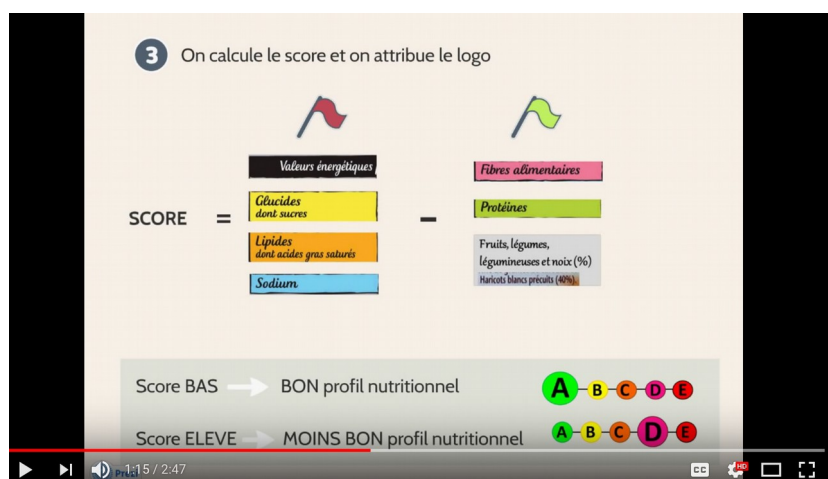 3 On calcule le score et on attribue le logo
Valeurs énergétiques
Fibres alimentaires
Glucides
dont sucres
Protéines
SCORE = -
Lipides
dont acides gras saturés
Fruits, légumes,
légumineuses et noix (%)
Haricots blancs précuits (40%).
Sodium
Score BAS BON profil nutritionnel A B C D E
Score ELEVE MOINS BON profil nutritionnel A B C D E
1:15 / 2:47
Prezi
CC HD